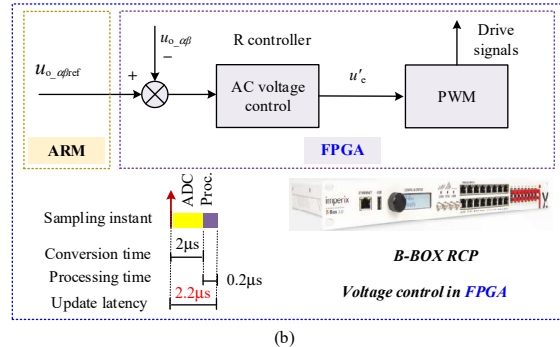 Drive
signals
u_o_αβ
−
R controller
u_o_αβref
+
AC voltage
control
u'_e
PWM
ARM
FPGA
ADC
Proc.
Sampling instant
Conversion time
2μs
Processing time
0.2μs
Update latency
2.2μs
imperix
B-BOX RCP
Voltage control in FPGA
(b)